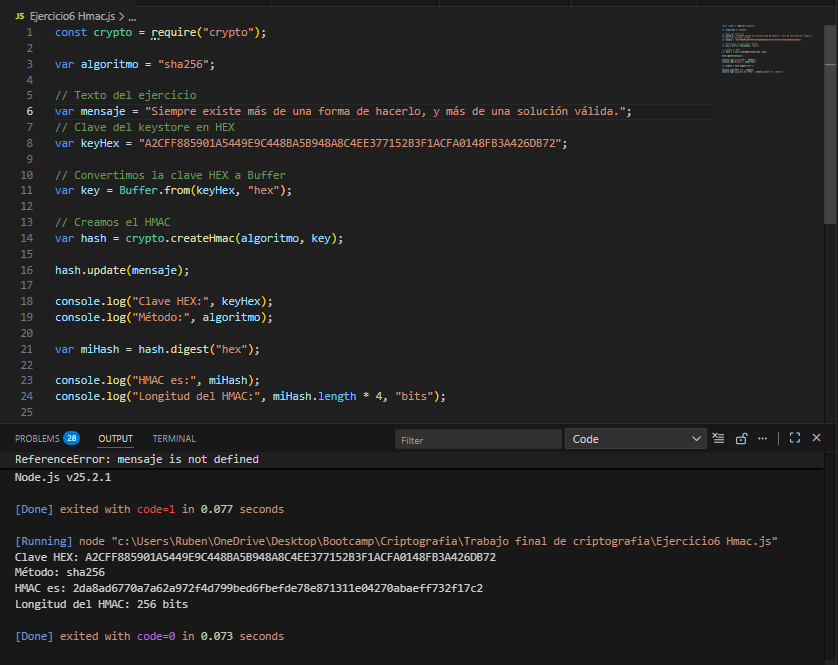 JS Ejercicio6 Hmac.js > ...
1 const crypto = require("crypto");
2
3 var algoritmo = "sha256";
4
5 // Texto del ejercicio
6 var mensaje = "Siempre existe más de una forma de hacerlo, y más de una solución válida.";
7 // Clave del keystore en HEX
8 var keyHex = "A2CFF885901A5449E9C448BA5B948A8C4EE377152B3F1ACFA0148FB3A426DB72";
9
10 // Convertimos la clave HEX a Buffer
11 var key = Buffer.from(keyHex, "hex");
12
13 // Creamos el HMAC
14 var hash = crypto.createHmac(algoritmo, key);
15
16 hash.update(mensaje);
17
18 console.log("Clave HEX:", keyHex);
19 console.log("Método:", algoritmo);
20
21 var miHash = hash.digest("hex");
22
23 console.log("HMAC es:", miHash);
24 console.log("Longitud del HMAC:", miHash.length * 4, "bits");
25
PROBLEMS 28 OUTPUT TERMINAL Filter Code
ReferenceError: mensaje is not defined
Node.js v25.2.1
[Done] exited with code=1 in 0.077 seconds
[Running] node "c:\Users\Ruben\OneDrive\Desktop\Bootcamp\Criptografia\Trabajo final de criptografia\Ejercicio6 Hmac.js"
Clave HEX: A2CFF885901A5449E9C448BA5B948A8C4EE377152B3F1ACFA0148FB3A426DB72
Método: sha256
HMAC es: 2da8ad6770a7a62a972f4d799bed6fbefde78e871311e04270abaeff732f17c2
Longitud del HMAC: 256 bits
[Done] exited with code=0 in 0.073 seconds